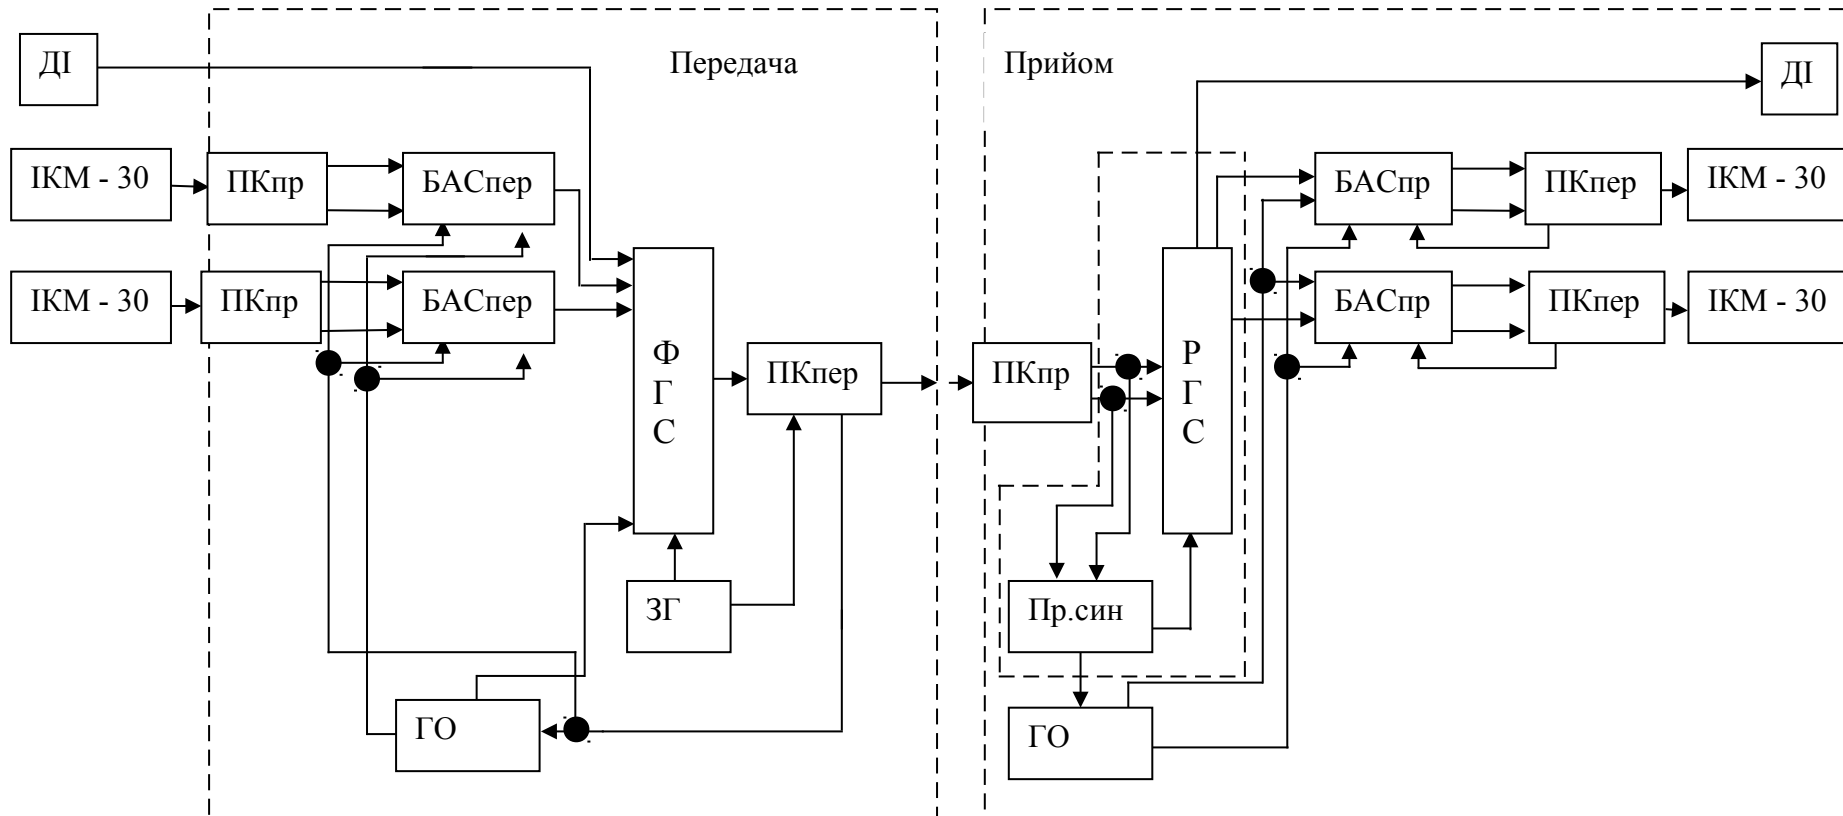 ДІ
Передача
Прийом
ДІ
ІКМ - 30
ПКпр
БАСпер
БАСпр
ПКпер
ІКМ - 30
ІКМ - 30
ПКпр
БАСпер
БАСпр
ПКпер
ІКМ - 30
Ф
Г
С
ПКпер
ПКпр
Р
Г
С
ЗГ
Пр.син
ГО
ГО